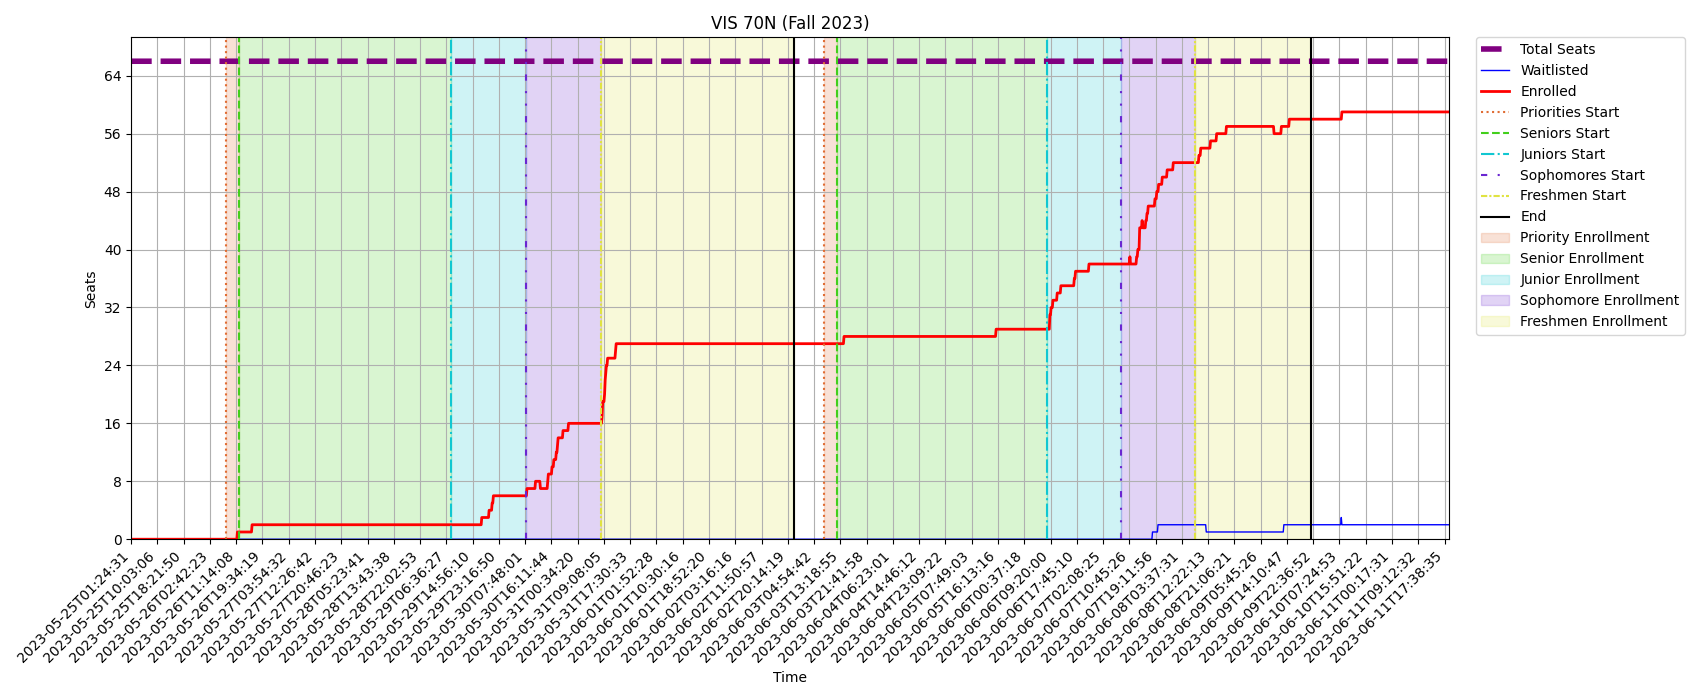 VIS 70N (Fall 2023)
Total Seats
Waitlisted
Enrolled
Priorities Start
Seniors Start
Juniors Start
Sophomores Start
Freshmen Start
End
Priority Enrollment
Senior Enrollment
Junior Enrollment
Sophomore Enrollment
Freshmen Enrollment
Seats
64
56
48
40
32
24
16
8
0
2023-05-25T01:24:31
2023-05-25T10:03:06
2023-05-25T18:21:50
2023-05-26T02:42:23
2023-05-26T11:14:08
2023-05-26T19:34:19
2023-05-27T03:54:32
2023-05-27T12:26:42
2023-05-27T20:46:23
2023-05-28T05:23:41
2023-05-28T13:43:38
2023-05-28T22:02:53
2023-05-29T06:36:27
2023-05-29T14:56:10
2023-05-29T23:16:50
2023-05-30T07:48:01
2023-05-30T16:11:44
2023-05-31T00:34:20
2023-05-31T09:08:05
2023-05-31T17:30:33
2023-06-01T01:52:28
2023-06-01T10:30:16
2023-06-01T18:52:20
2023-06-02T03:16:16
2023-06-02T11:50:57
2023-06-02T20:14:19
2023-06-03T04:54:42
2023-06-03T13:18:55
2023-06-03T21:41:58
2023-06-04T06:23:01
2023-06-04T14:46:12
2023-06-04T23:09:22
2023-06-05T07:49:03
2023-06-05T16:13:16
2023-06-06T00:37:18
2023-06-06T09:20:00
2023-06-06T17:45:10
2023-06-07T02:08:25
2023-06-07T10:45:26
2023-06-07T19:11:56
2023-06-08T03:37:31
2023-06-08T12:22:13
2023-06-08T21:06:21
2023-06-09T05:45:26
2023-06-09T14:10:47
2023-06-09T22:36:52
2023-06-10T07:24:53
2023-06-10T15:51:22
2023-06-11T00:17:31
2023-06-11T09:12:32
2023-06-11T17:38:35
Time